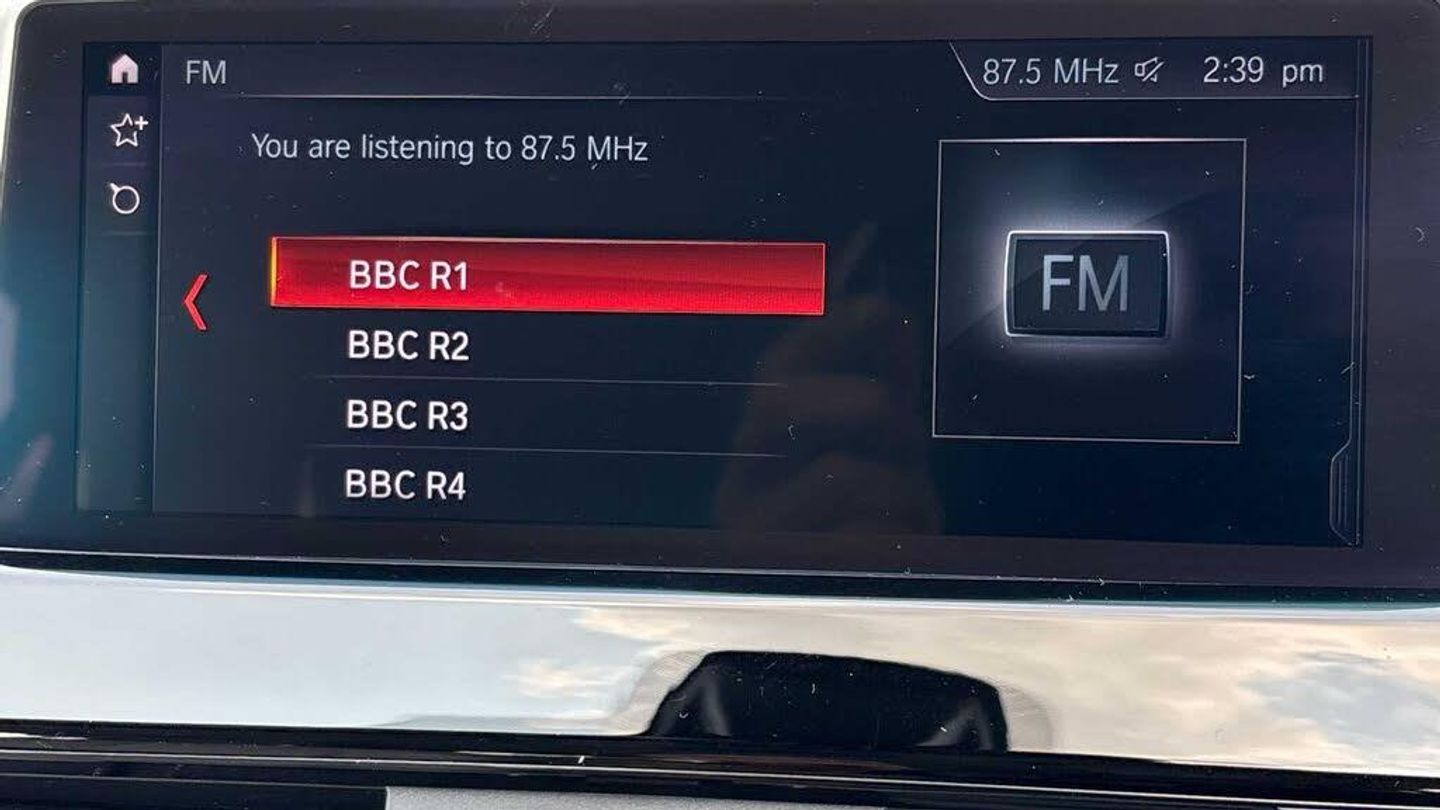 FM
87.5 MHz 2:39 pm
You are listening to 87.5 MHz
BBC R1
BBC R2
BBC R3
BBC R4
FM